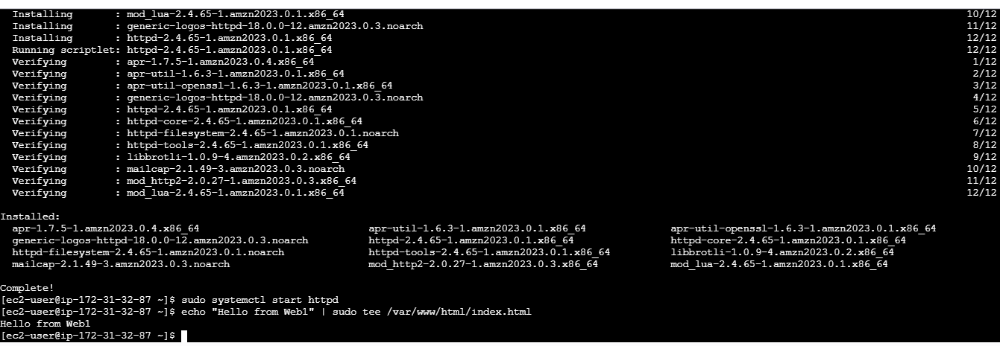 Installing : mod_lua-2.4.65-1.amzn2023.0.1.x86_64 10/12
Installing : generic-logos-httpd-18.0.0-12.amzn2023.0.3.noarch 11/12
Installing : httpd-2.4.65-1.amzn2023.0.1.x86_64 12/12
Running scriptlet: httpd-2.4.65-1.amzn2023.0.1.x86_64 12/12
Verifying : apr-1.7.5-1.amzn2023.0.4.x86_64 1/12
Verifying : apr-util-1.6.3-1.amzn2023.0.1.x86_64 2/12
Verifying : apr-util-openssl-1.6.3-1.amzn2023.0.1.x86_64 3/12
Verifying : generic-logos-httpd-18.0.0-12.amzn2023.0.3.noarch 4/12
Verifying : httpd-2.4.65-1.amzn2023.0.1.x86_64 5/12
Verifying : httpd-core-2.4.65-1.amzn2023.0.1.x86_64 6/12
Verifying : httpd-filesystem-2.4.65-1.amzn2023.0.1.noarch 7/12
Verifying : httpd-tools-2.4.65-1.amzn2023.0.1.x86_64 8/12
Verifying : libbrotli-1.0.9-4.amzn2023.0.2.x86_64 9/12
Verifying : mailcap-2.1.49-3.amzn2023.0.3.noarch 10/12
Verifying : mod_http2-2.0.27-1.amzn2023.0.3.x86_64 11/12
Verifying : mod_lua-2.4.65-1.amzn2023.0.1.x86_64 12/12
Installed:
apr-1.7.5-1.amzn2023.0.4.x86_64 apr-util-1.6.3-1.amzn2023.0.1.x86_64 apr-util-openssl-1.6.3-1.amzn2023.0.1.x86_64
generic-logos-httpd-18.0.0-12.amzn2023.0.3.noarch httpd-2.4.65-1.amzn2023.0.1.x86_64 httpd-core-2.4.65-1.amzn2023.0.1.x86_64
httpd-filesystem-2.4.65-1.amzn2023.0.1.noarch httpd-tools-2.4.65-1.amzn2023.0.1.x86_64 libbrotli-1.0.9-4.amzn2023.0.2.x86_64
mailcap-2.1.49-3.amzn2023.0.3.noarch mod_http2-2.0.27-1.amzn2023.0.3.x86_64 mod_lua-2.4.65-1.amzn2023.0.1.x86_64
Complete!
[ec2-user@ip-172-31-32-87 ~]$ sudo systemctl start httpd
[ec2-user@ip-172-31-32-87 ~]$ echo "Hello from Web1" | sudo tee /var/www/html/index.html
Hello from Web1
[ec2-user@ip-172-31-32-87 ~]$